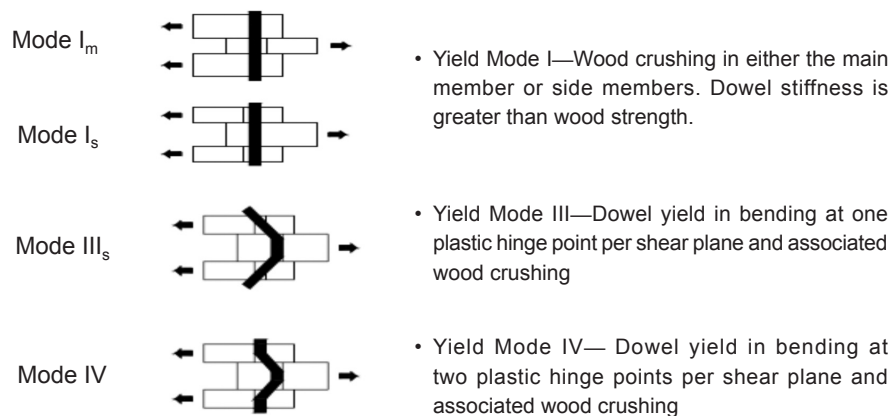 Mode Iₘ
• Yield Mode I—Wood crushing in either the main
member or side members. Dowel stiffness is
greater than wood strength.
Mode Iₛ
Mode IIIₛ
• Yield Mode III—Dowel yield in bending at one
plastic hinge point per shear plane and associated
wood crushing
Mode IV
• Yield Mode IV— Dowel yield in bending at
two plastic hinge points per shear plane and
associated wood crushing